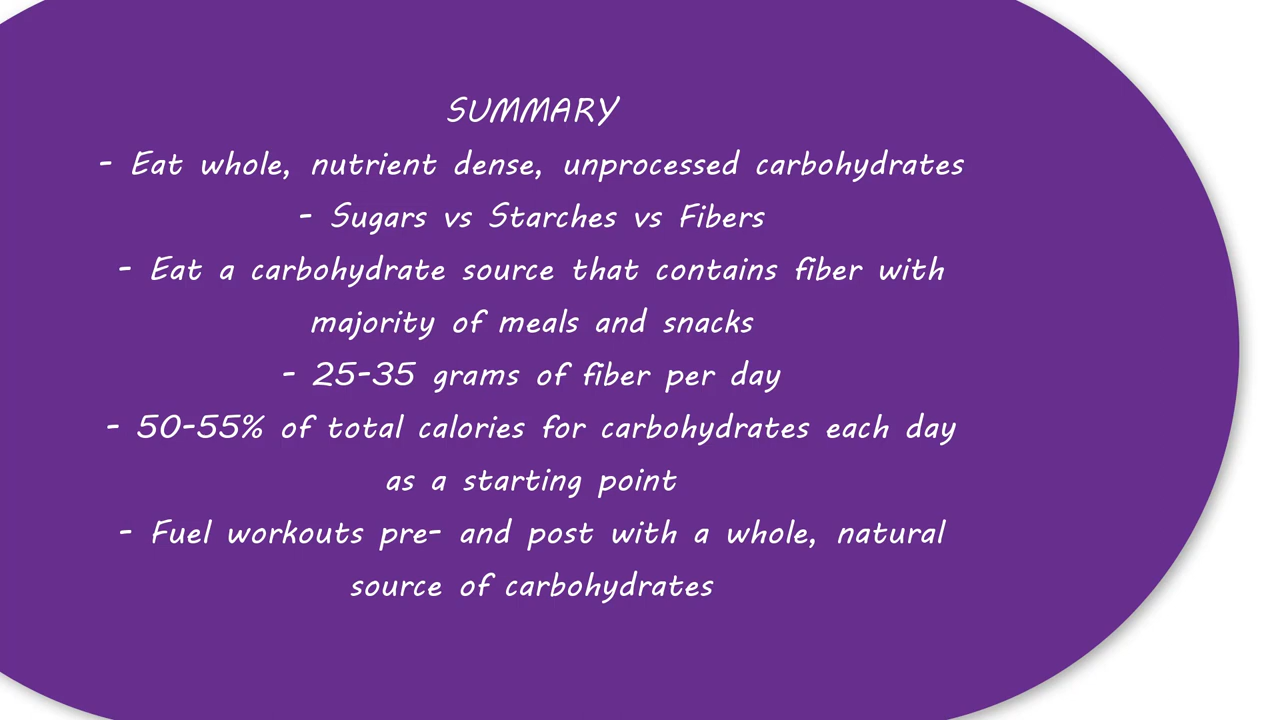 SUMMARY
- Eat whole, nutrient dense, unprocessed carbohydrates
- Sugars vs Starches vs Fibers
- Eat a carbohydrate source that contains fiber with
majority of meals and snacks
- 25-35 grams of fiber per day
- 50-55% of total calories for carbohydrates each day
as a starting point
- Fuel workouts pre- and post with a whole, natural
source of carbohydrates